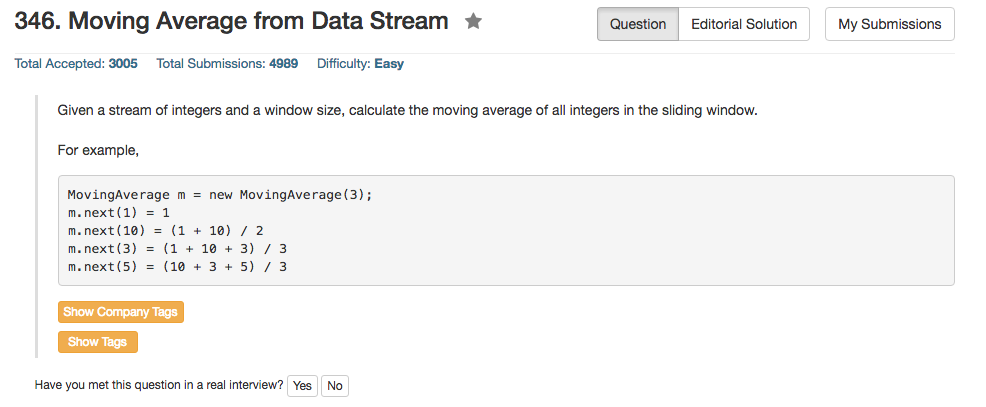 346. Moving Average from Data Stream
Question
Editorial Solution
My Submissions
Total Accepted: 3005 Total Submissions: 4989 Difficulty: Easy
Given a stream of integers and a window size, calculate the moving average of all integers in the sliding window.
For example,
MovingAverage m = new MovingAverage(3);
m.next(1) = 1
m.next(10) = (1 + 10) / 2
m.next(3) = (1 + 10 + 3) / 3
m.next(5) = (10 + 3 + 5) / 3
Show Company Tags
Show Tags
Have you met this question in a real interview? Yes No